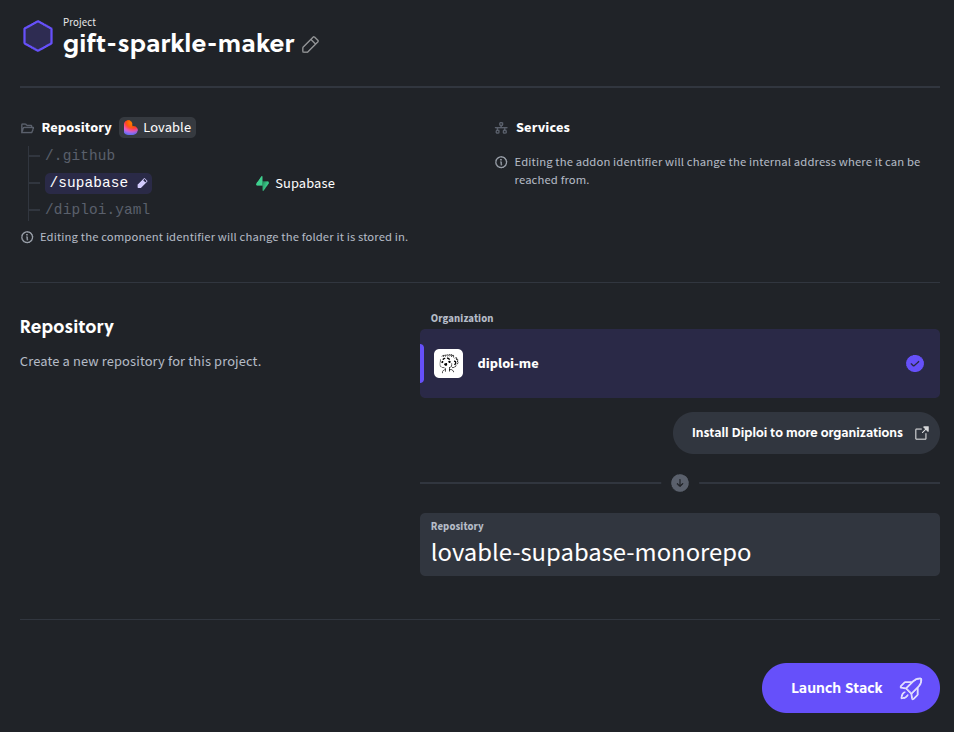 Project
gift-sparkle-maker
Repository Lovable
/.github
/supabase Supabase
/diploi.yaml
Editing the component identifier will change the folder it is stored in.
Services
Editing the addon identifier will change the internal address where it can be
reached from.
Repository
Create a new repository for this project.
Organization
diploi-me
Install Diploi to more organizations
Repository
lovable-supabase-monorepo
Launch Stack